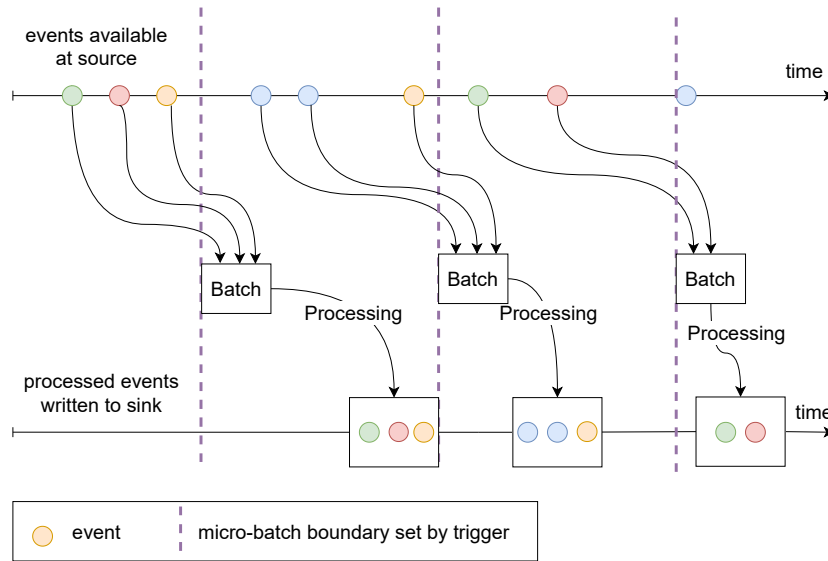 events available
at source
time
Batch
Batch
Batch
Processing
Processing
Processing
processed events
written to sink
time
event
micro-batch boundary set by trigger